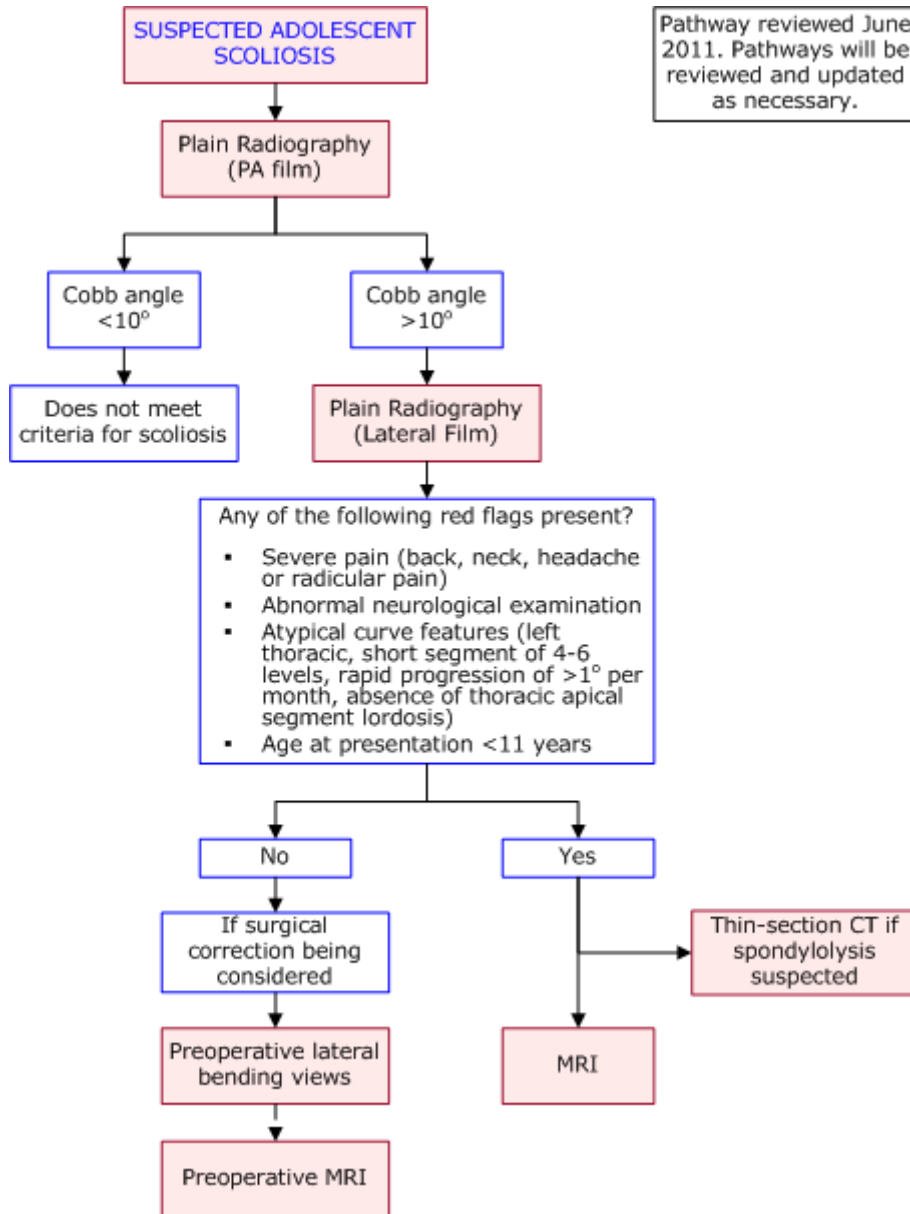 SUSPECTED ADOLESCENT
SCOLIOSIS
Pathway reviewed June
2011. Pathways will be
reviewed and updated
as necessary.
Plain Radiography
(PA film)
Cobb angle
<10°
Cobb angle
>10°
Does not meet
criteria for scoliosis
Plain Radiography
(Lateral Film)
Any of the following red flags present?
▪ Severe pain (back, neck, headache
or radicular pain)
▪ Abnormal neurological examination
▪ Atypical curve features (left
thoracic, short segment of 4-6
levels, rapid progression of >1° per
month, absence of thoracic apical
segment lordosis)
▪ Age at presentation <11 years
No
Yes
If surgical
correction being
considered
Thin-section CT if
spondylolysis
suspected
Preoperative lateral
bending views
MRI
Preoperative MRI